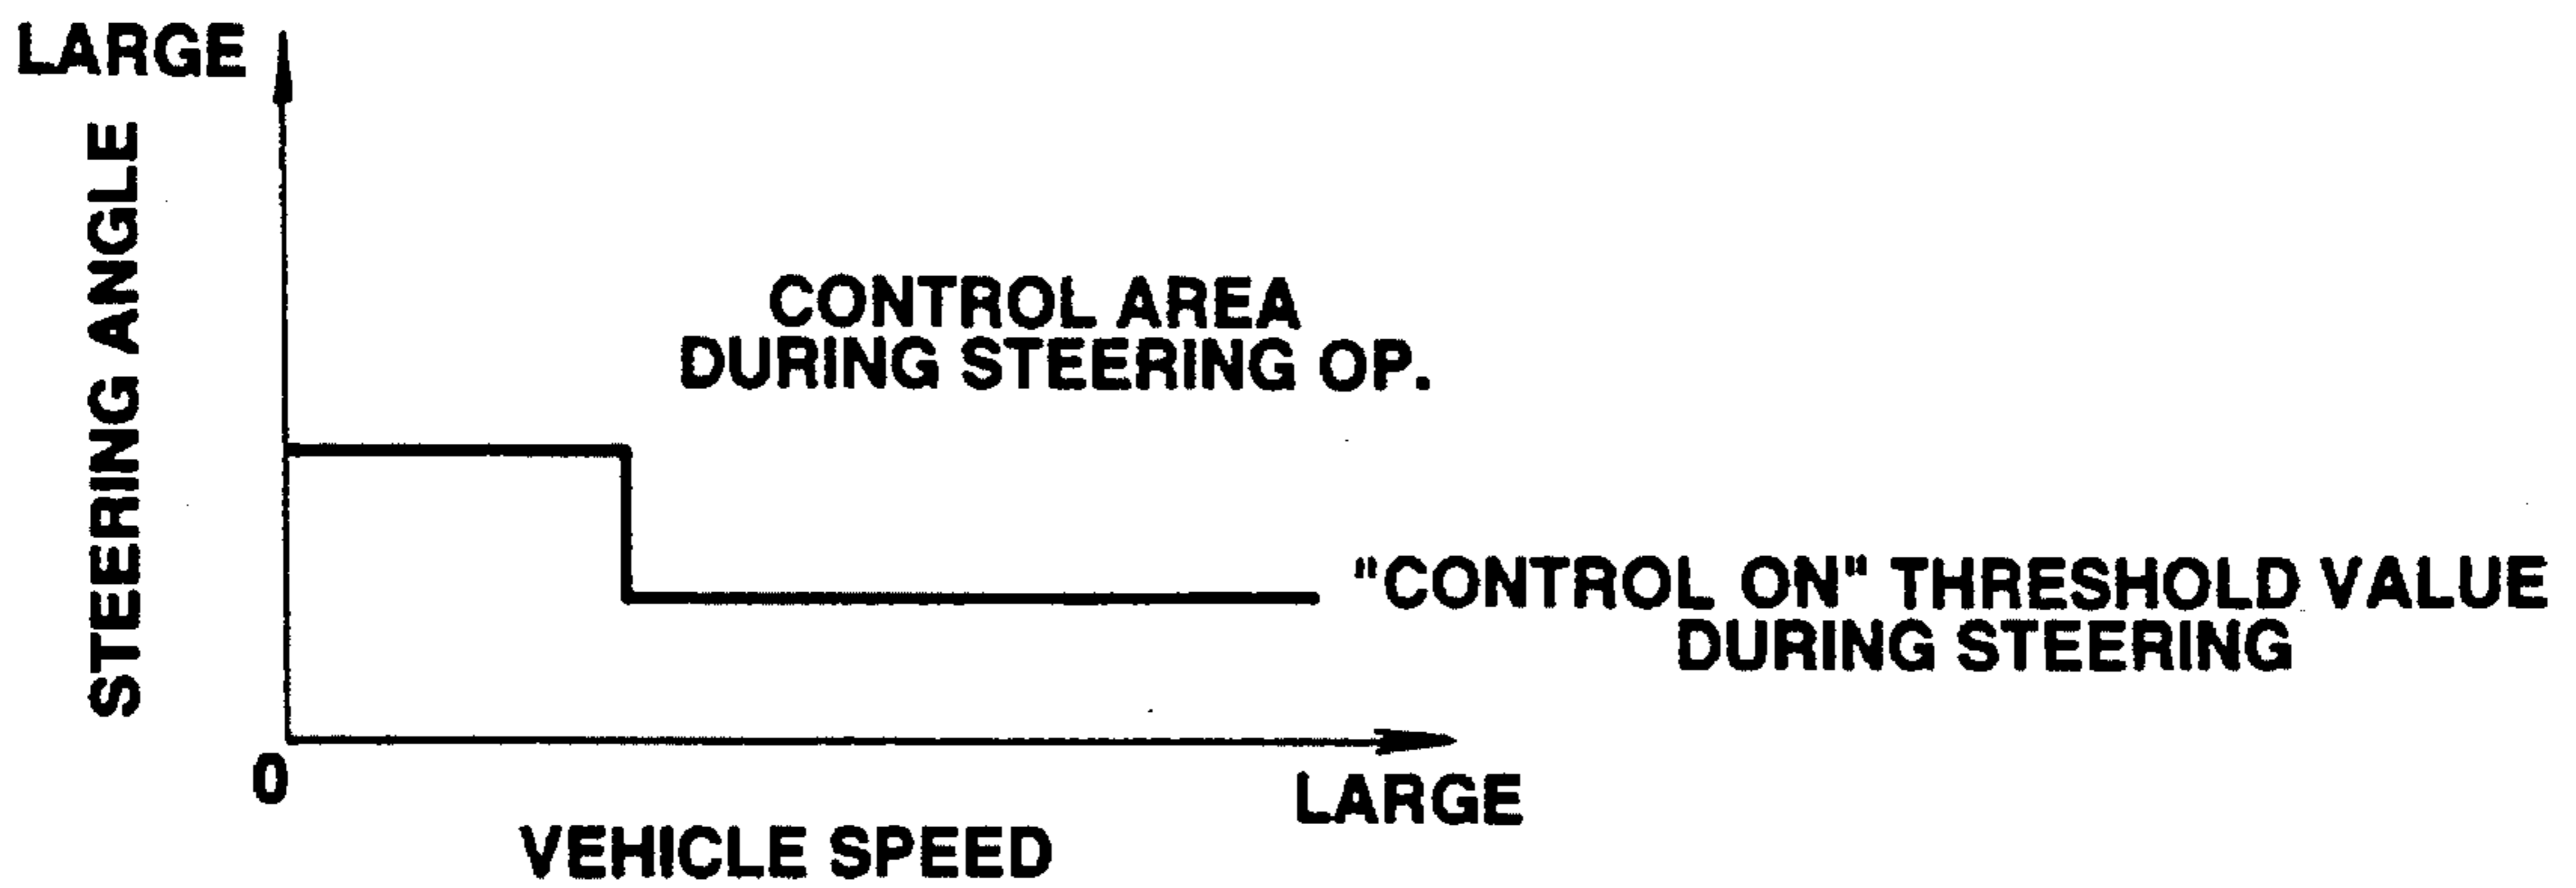 LARGE
STEERING ANGLE
CONTROL AREA
DURING STEERING OP.
"CONTROL ON" THRESHOLD VALUE
DURING STEERING
0
LARGE
VEHICLE SPEED